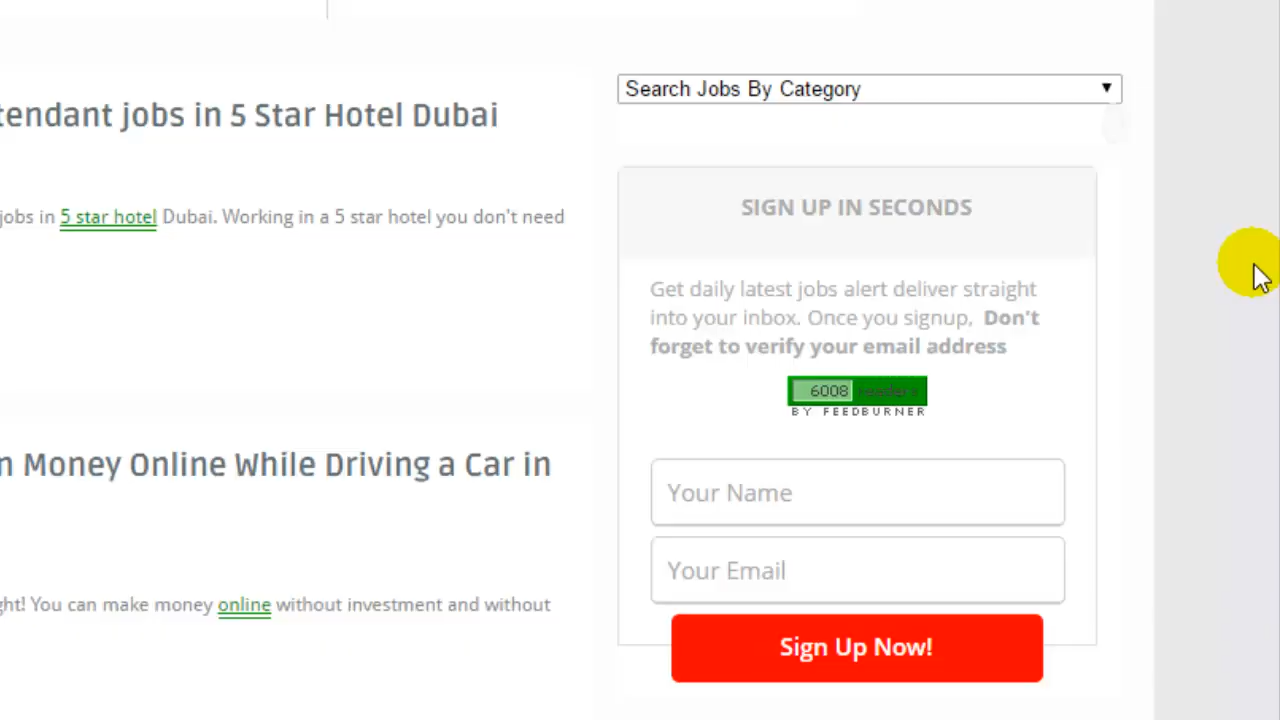 Search Jobs By Category
tendant jobs in 5 Star Hotel Dubai
SIGN UP IN SECONDS
jobs in 5 star hotel Dubai. Working in a 5 star hotel you don't need
Get daily latest jobs alert deliver straight
into your inbox. Once you signup, Don't
forget to verify your email address
6008 readers
BY FEEDBURNER
n Money Online While Driving a Car in
Your Name
Your Email
ght! You can make money online without investment and without
Sign Up Now!